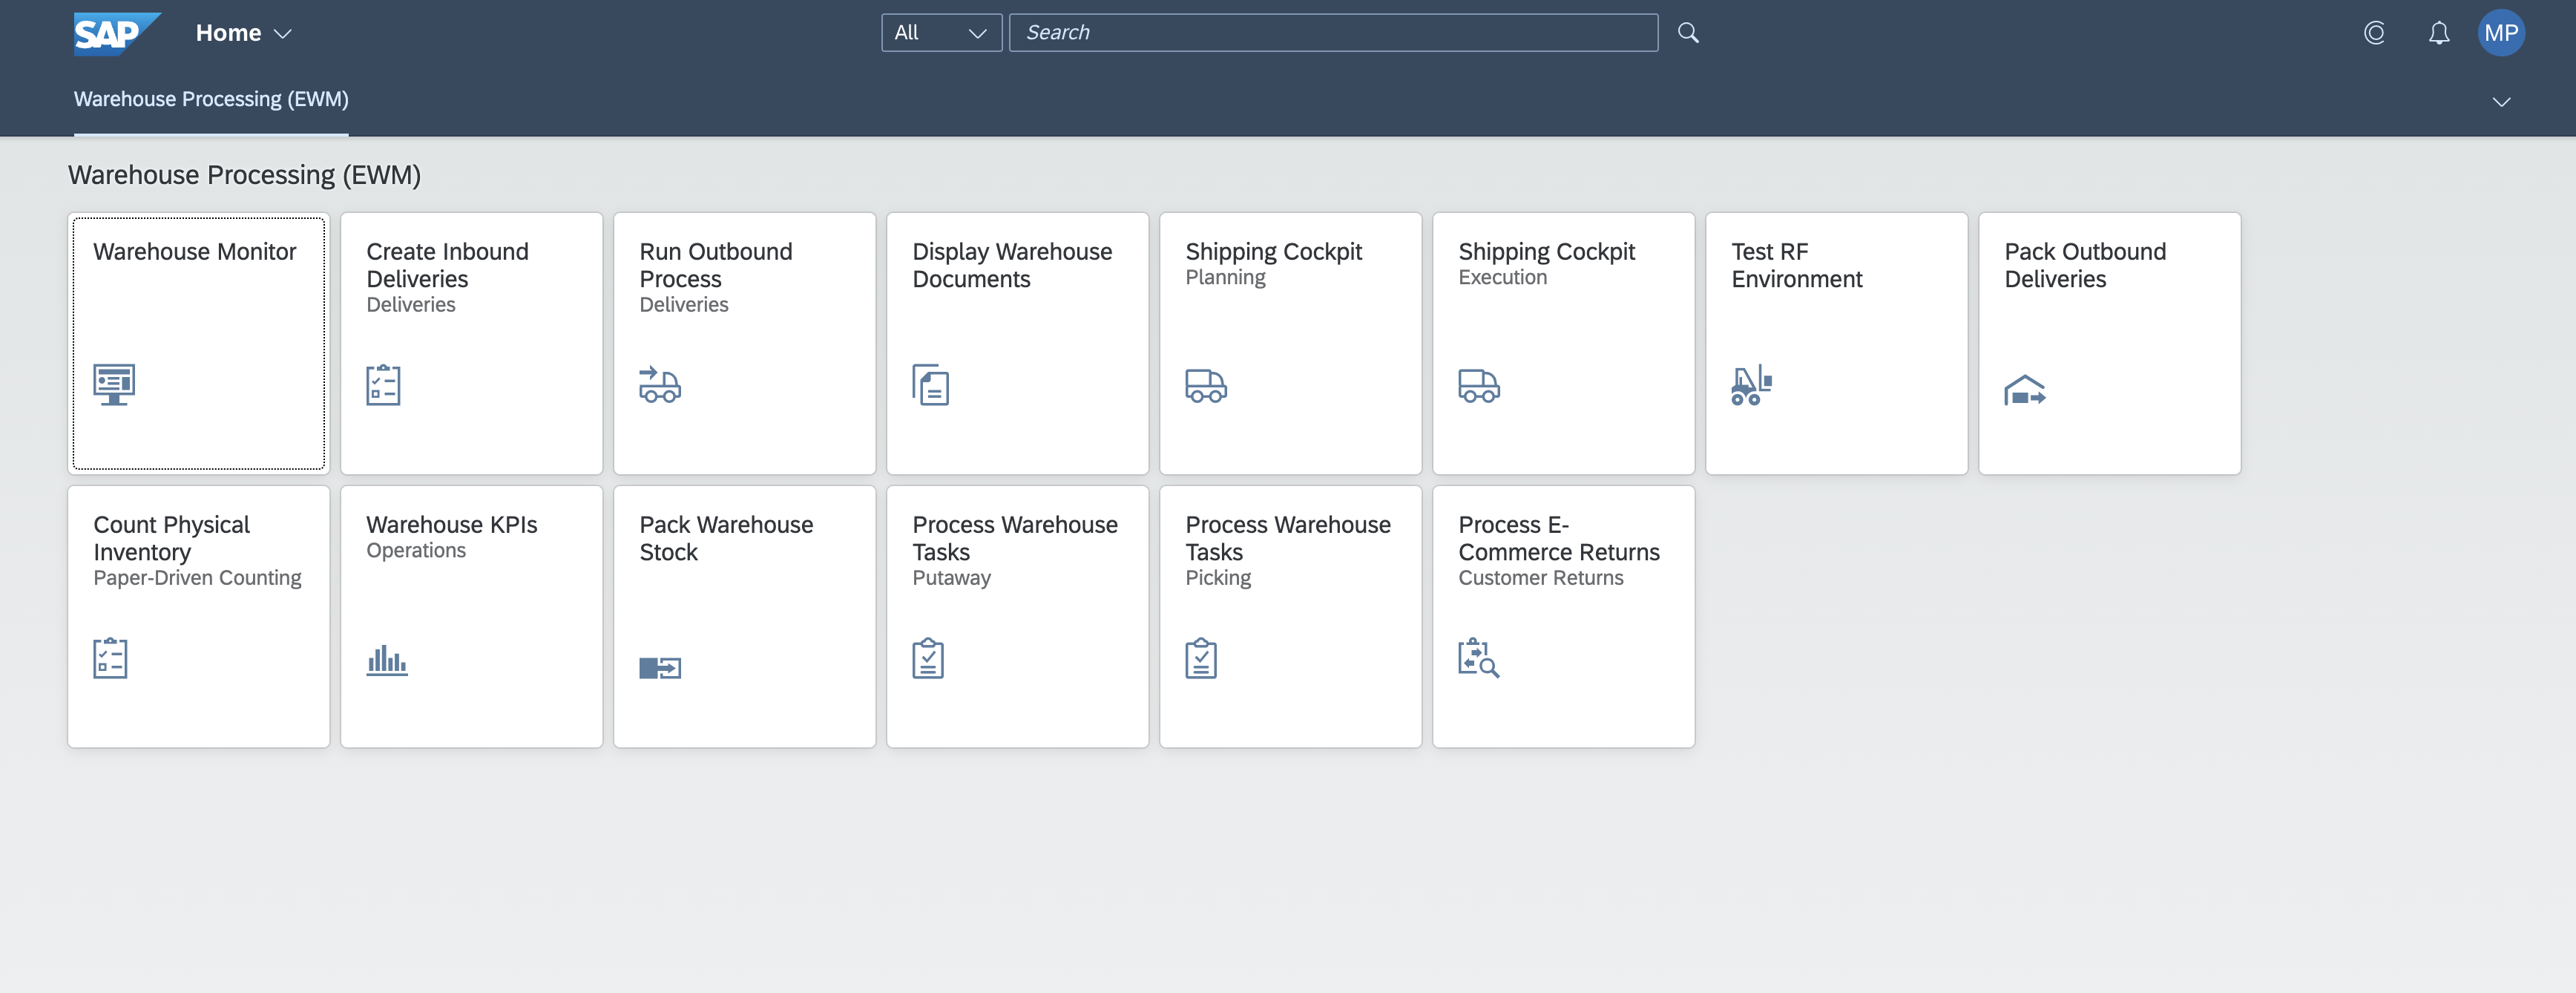 SAP
Home
All
Search
MP
Warehouse Processing (EWM)
Warehouse Processing (EWM)
Warehouse Monitor
Create Inbound
Deliveries
Deliveries
Run Outbound
Process
Deliveries
Display Warehouse
Documents
Shipping Cockpit
Planning
Shipping Cockpit
Execution
Test RF
Environment
Pack Outbound
Deliveries
Count Physical
Inventory
Paper-Driven Counting
Warehouse KPIs
Operations
Pack Warehouse
Stock
Process Warehouse
Tasks
Putaway
Process Warehouse
Tasks
Picking
Process E-
Commerce Returns
Customer Returns